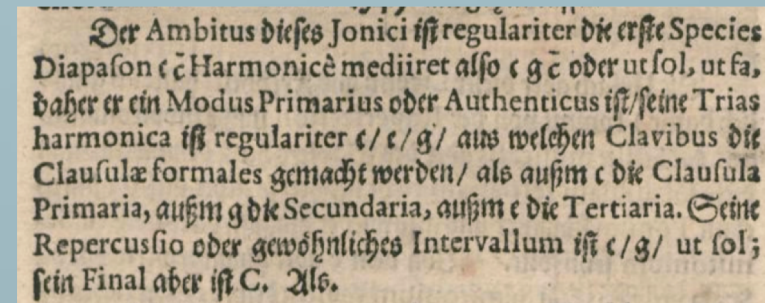 Der Ambitus dieses Jonici ist regulariter die erste Species
Diapason c c̄ Harmonicè mediiret also c g c̄ oder ut sol, ut fa,
daher er ein Modus Primarius oder Authenticus ist/seine Trias
harmonica ist regulariter c/ e/ g/ aus welchen Clavibus die
Clausulæ formales gemacht werden/ als außm c die Clausula
Primaria, außm g die Secundaria, außm e die Tertiaria. Seine
Repercussio oder gewöhnliches Intervallum ist c/g/ ut sol;
sein Final aber ist C. Als.